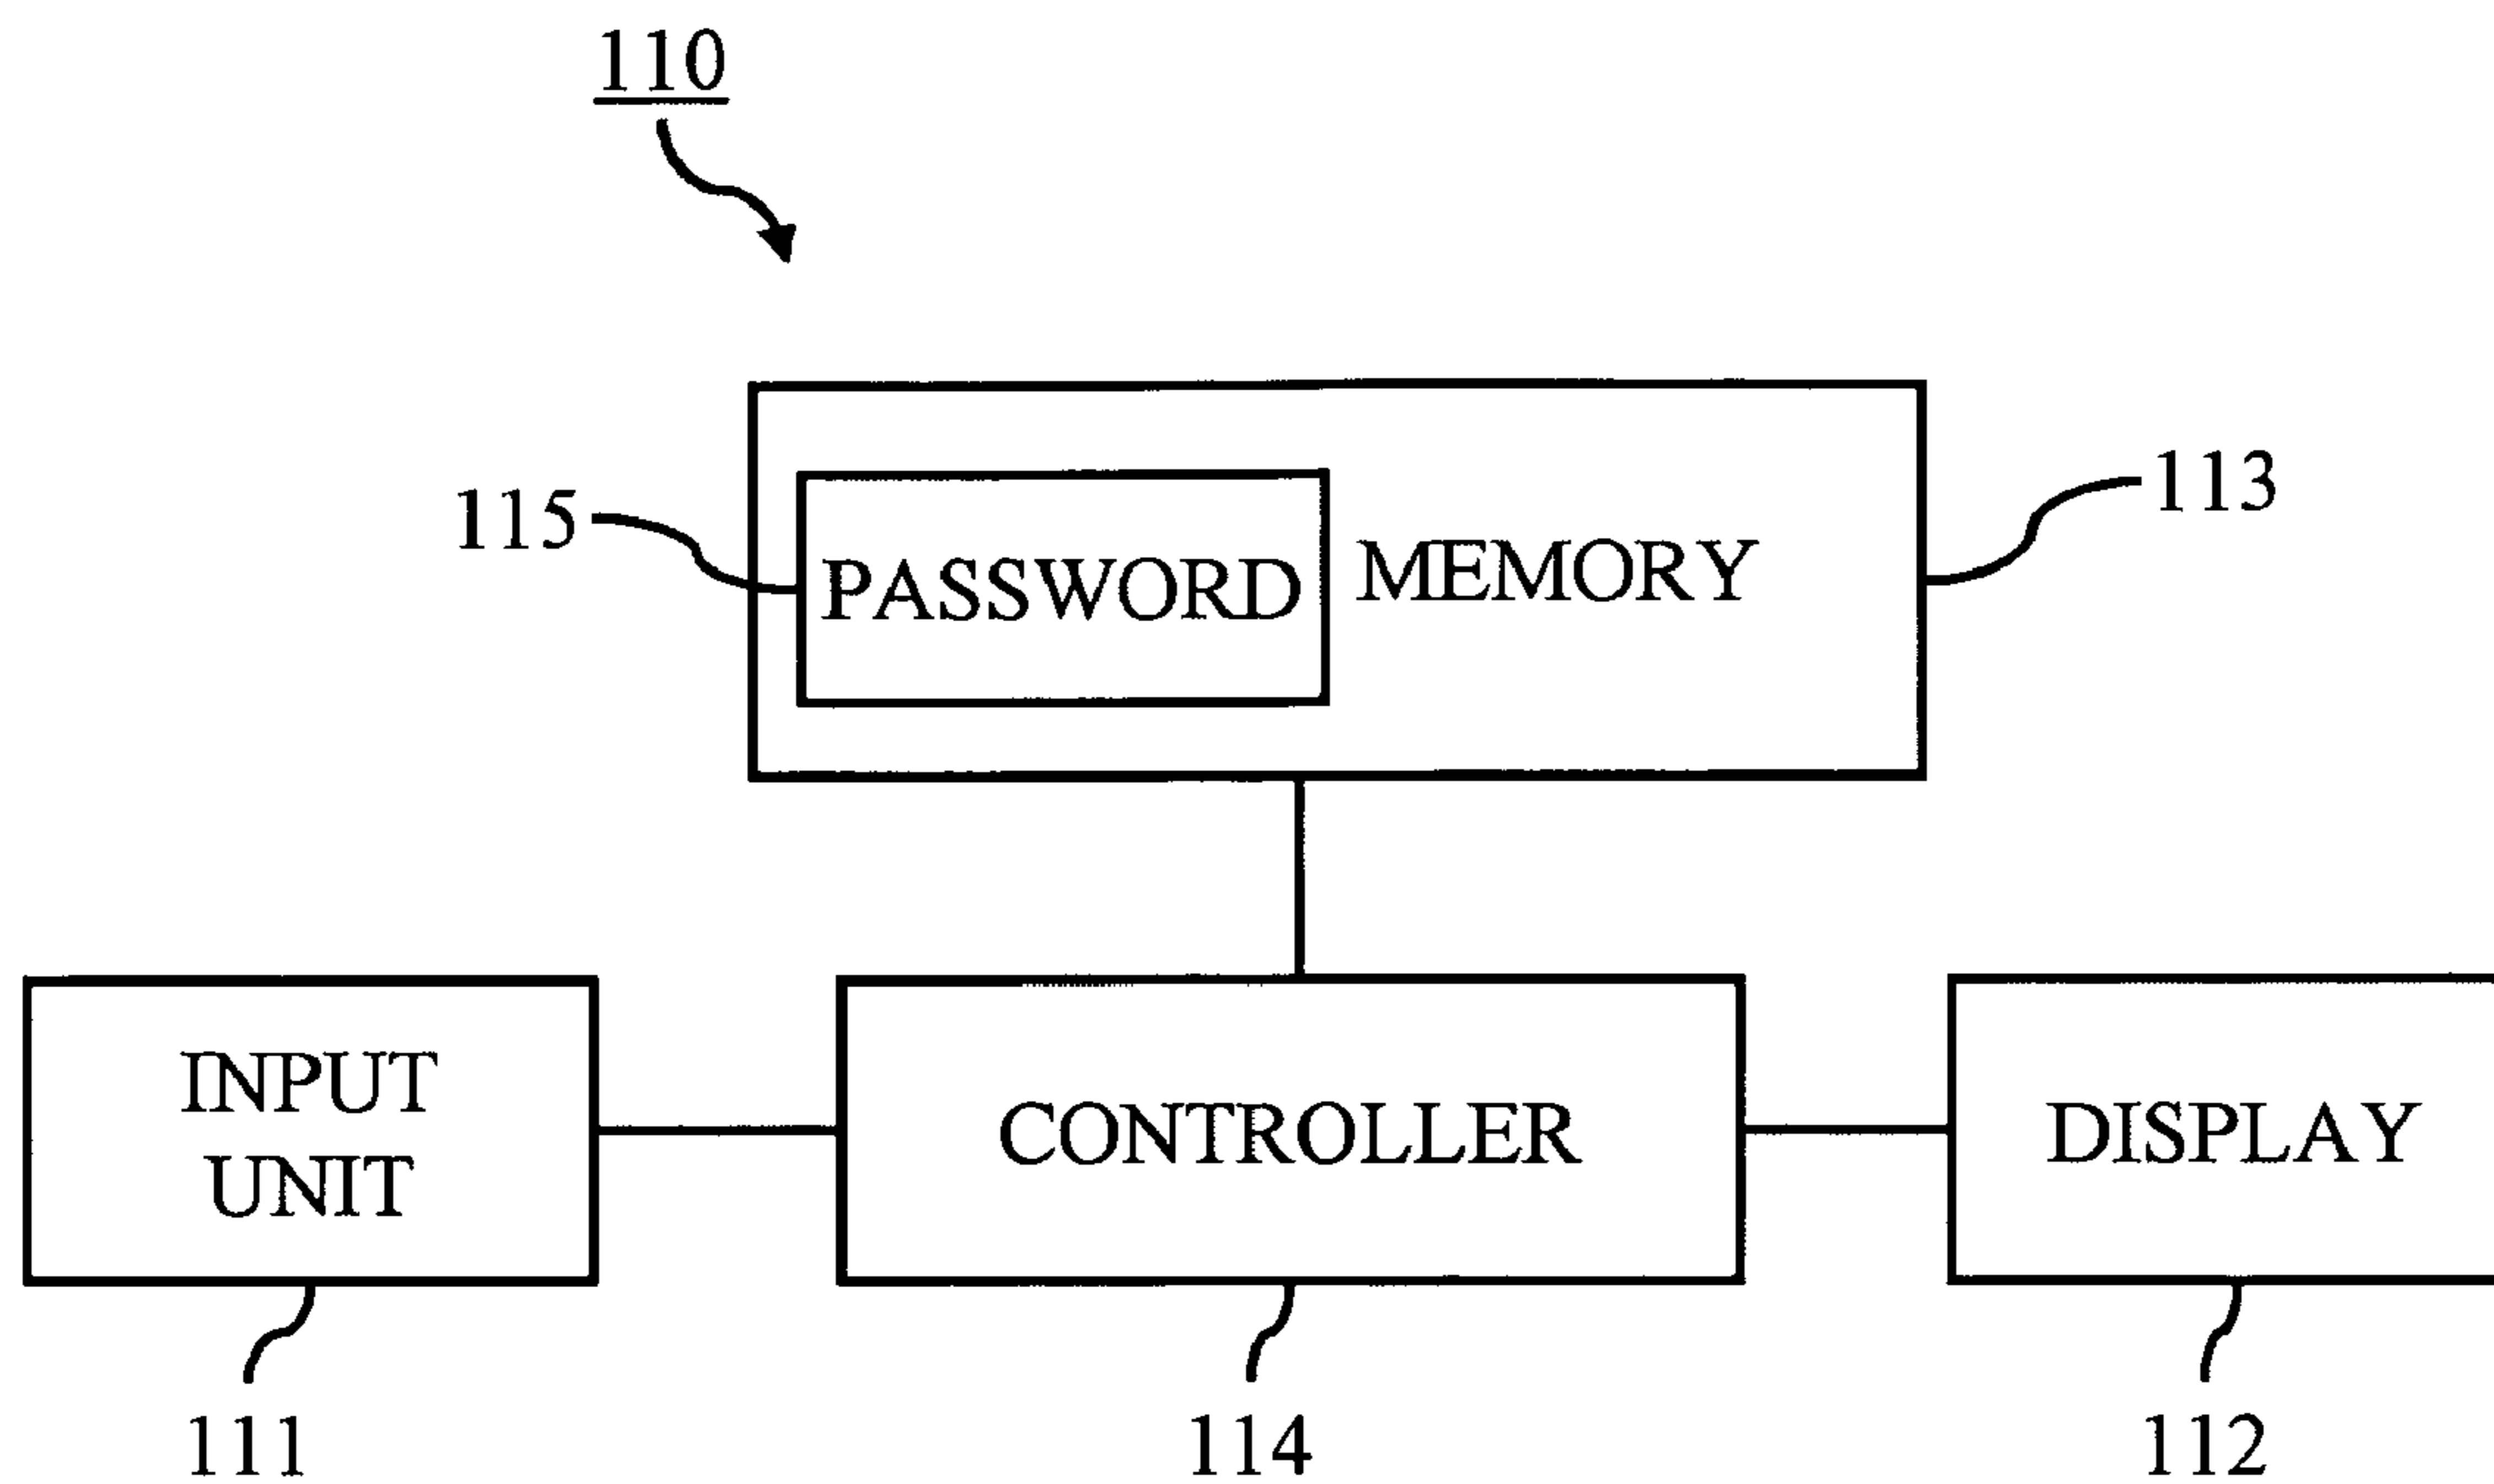 110
115
PASSWORD
MEMORY
113
INPUT
UNIT
CONTROLLER
DISPLAY
111
114
112